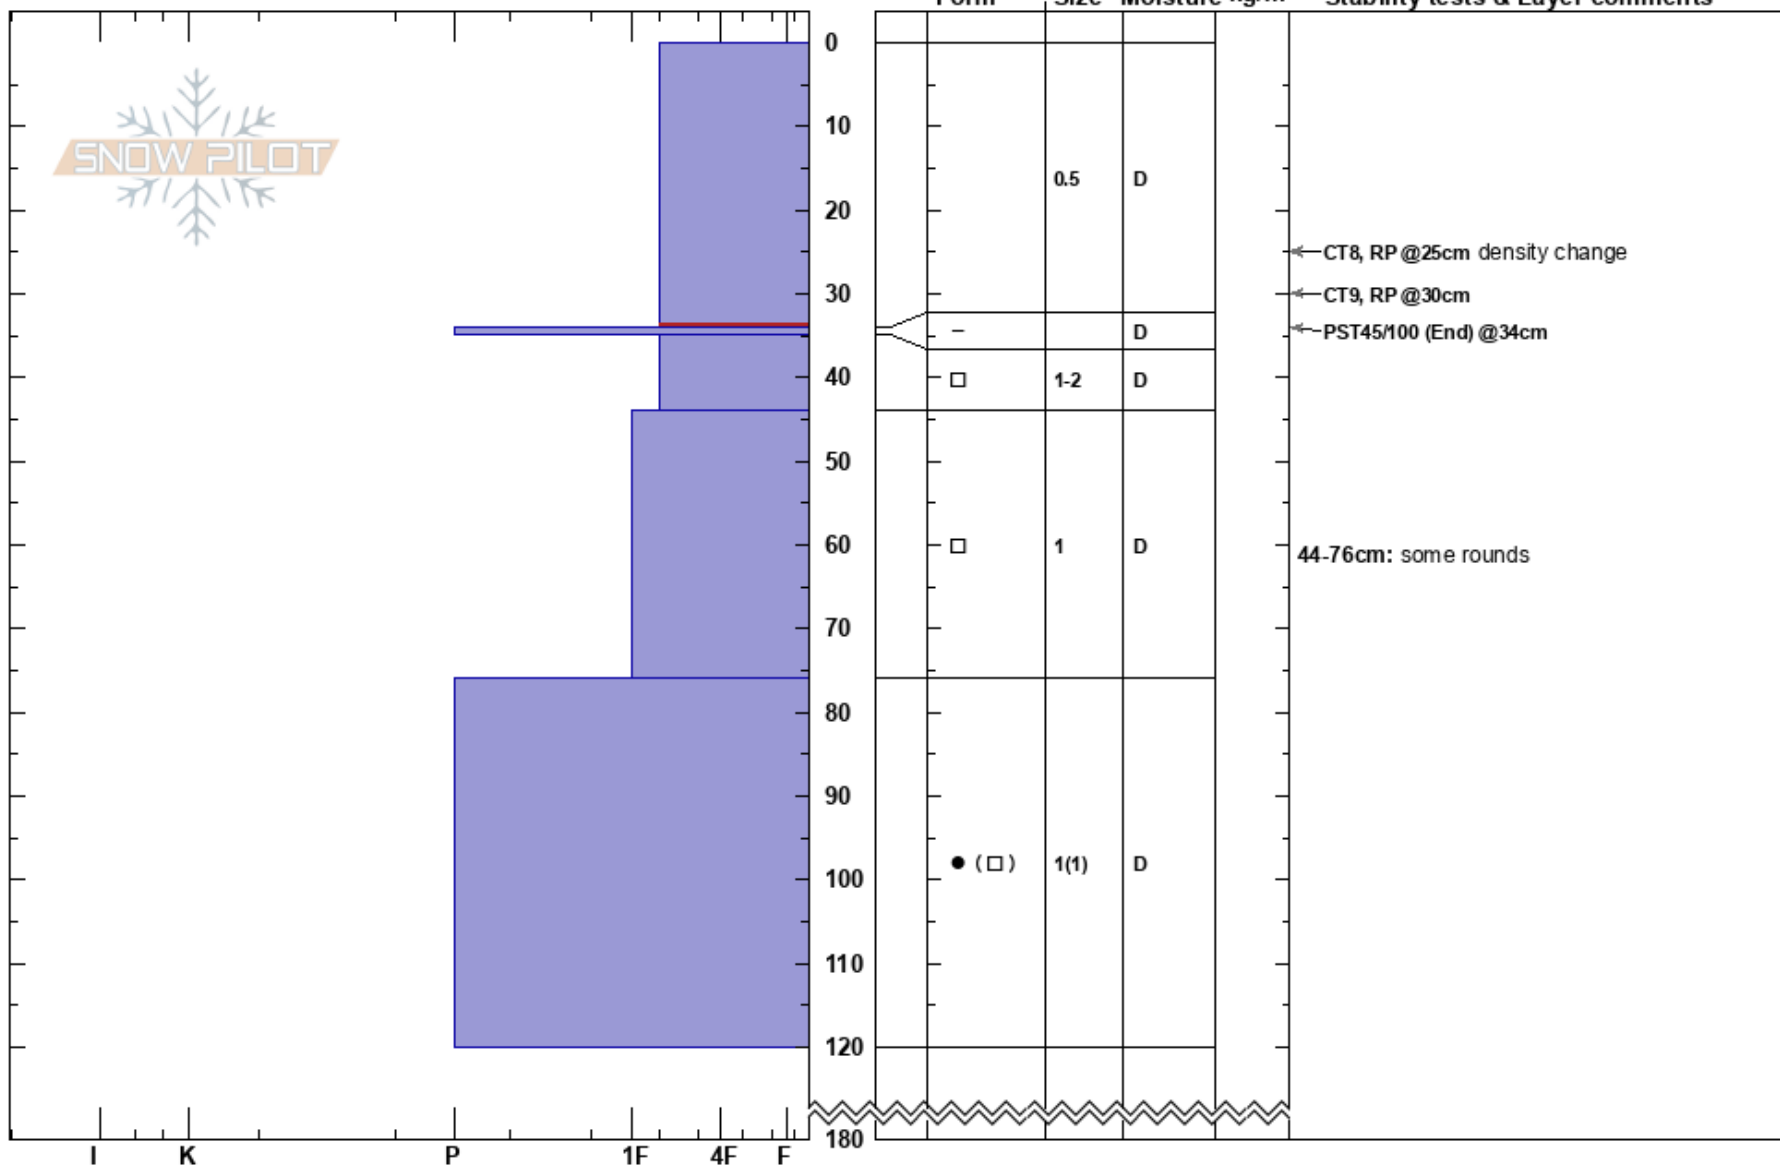 Form Size Moisture Stability tests & Layer comments
SNOW PILOT
0
10
0.5 D
20
CT8, RP @25cm density change
30
CT9, RP @30cm
– D
PST45/100 (End) @34cm
40
1-2 D
50
60
1 D
44-76cm: some rounds
70
80
90
100
● (□) 1(1) D
110
120
180
I K P 1F 4F F